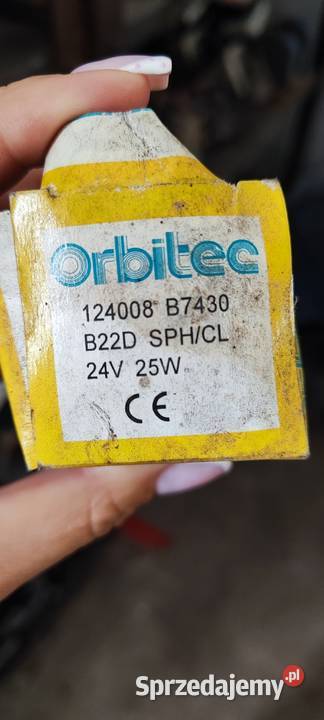 Orbitec
124008 B7430
B22D SPH/CL
24V 25W
CE
Sprzedajemy.pl